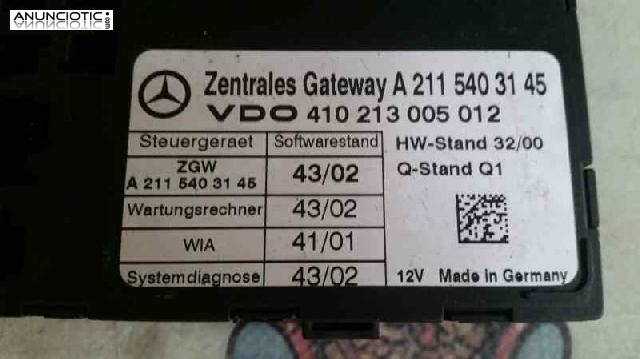 ANUNCIOTIC.es
Zentrales Gateway A 211 540 31 45
VDO 410 213 005 012
Steuergeraet Softwarestand HW-Stand 32/00
ZGW
A 211 540 31 45 43/02 Q-Stand Q1
Wartungsrechner 43/02
WIA 41/01
Systemdiagnose 43/02 12V Made in Germany